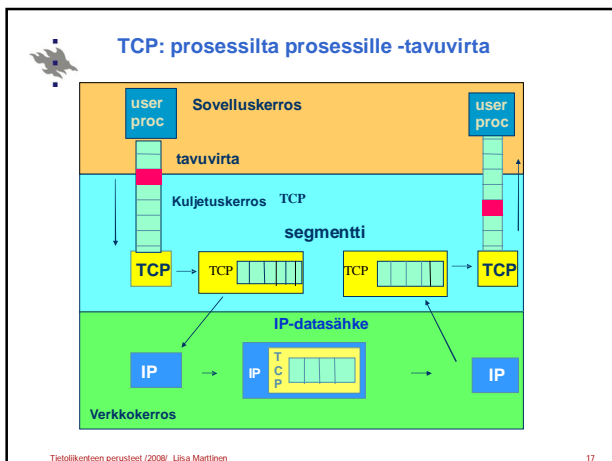 TCP: prosessilta prosessille -tavuvirta
user
proc
Sovelluskerros
user
proc
tavuvirta
Kuljetuskerros TCP
segmentti
TCP
TCP
TCP
TCP
IP-datasähke
IP
IP
T
C
P
IP
Verkkokerros
Tietoliikenteen perusteet /2008/ Liisa Marttinen
17